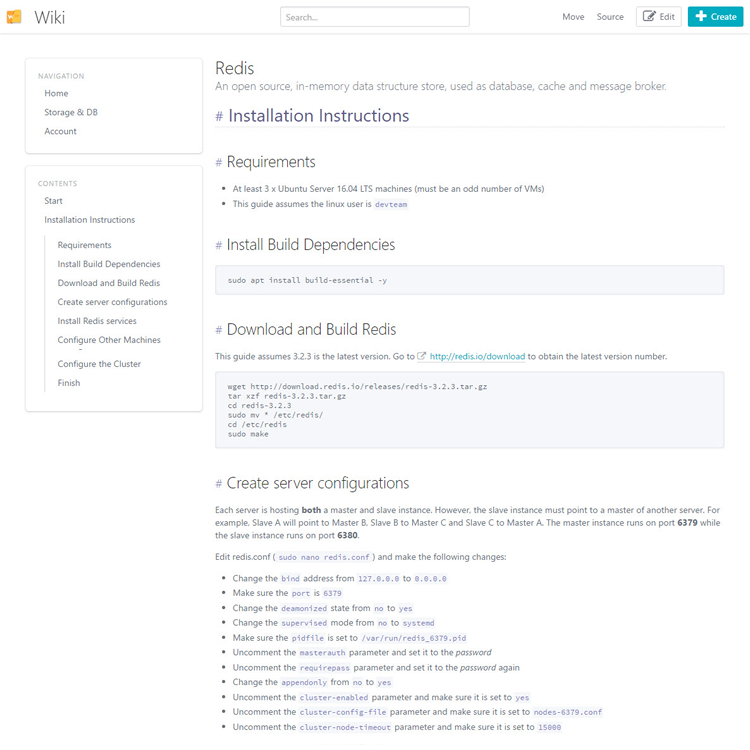 Wiki
Search...
Move
Source
Edit
Create
NAVIGATION
Home
Storage & DB
Account
CONTENTS
Start
Installation Instructions
Requirements
Install Build Dependencies
Download and Build Redis
Create server configurations
Install Redis services
Configure Other Machines
Configure the Cluster
Finish
Redis
An open source, in-memory data structure store, used as database, cache and message broker.
# Installation Instructions
# Requirements
• At least 3 x Ubuntu Server 16.04 LTS machines (must be an odd number of VMs)
• This guide assumes the linux user is devteam
# Install Build Dependencies
sudo apt install build-essential -y
# Download and Build Redis
This guide assumes 3.2.3 is the latest version. Go to http://redis.io/download to obtain the latest version number.
wget http://download.redis.io/releases/redis-3.2.3.tar.gz
tar xzf redis-3.2.3.tar.gz
cd redis-3.2.3
sudo mv * /etc/redis/
cd /etc/redis
sudo make
# Create server configurations
Each server is hosting both a master and slave instance. However, the slave instance must point to a master of another server. For
example, Slave A will point to Master B, Slave B to Master C and Slave C to Master A. The master instance runs on port 6379 while
the slave instance runs on port 6380.
Edit redis.conf ( sudo nano redis.conf ) and make the following changes:
• Change the bind address from 127.0.0.0 to 0.0.0.0
• Make sure the port is 6379
• Change the deamonized state from no to yes
• Change the supervised mode from no to systemd
• Make sure the pidfile is set to /var/run/redis_6379.pid
• Uncomment the masterauth parameter and set it to the password
• Uncomment the requirepass parameter and set it to the password again
• Change the appendonly from no to yes
• Uncomment the cluster-enabled parameter and make sure it is set to yes
• Uncomment the cluster-config-file parameter and make sure it is set to nodes-6379.conf
• Uncomment the cluster-node-timeout parameter and make sure it is set to 15000